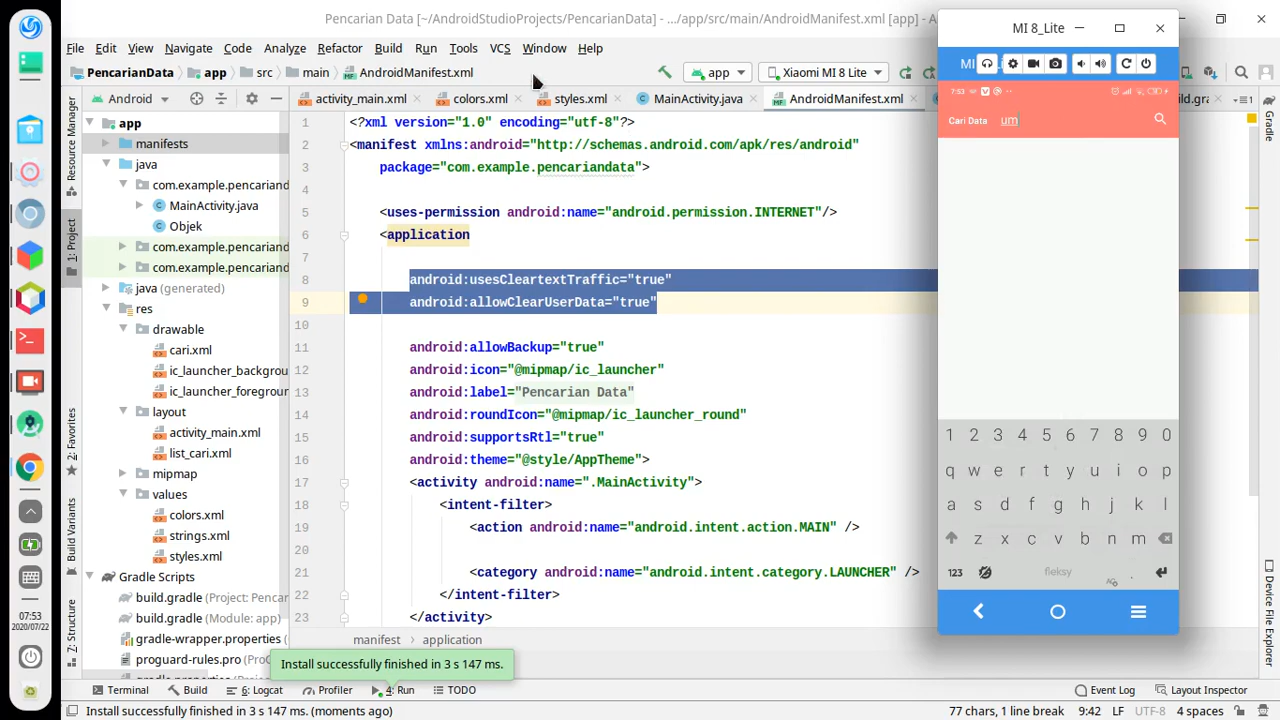 Pencarian Data [~/AndroidStudioProjects/PencarianData] - .../app/src/main/AndroidManifest.xml [app] - A
File Edit View Navigate Code Analyze Refactor Build Run Tools VCS Window Help
PencarianData app src main AndroidManifest.xml
app Xiaomi MI 8 Lite
Android
activity_main.xml colors.xml styles.xml MainActivity.java AndroidManifest.xml
1
Resource Manager
1: Project
2: Favorites
Build Variants
7: Structure
app
manifests
java
com.example.pencariand
MainActivity.java
Objek
com.example.pencariand
com.example.pencariand
java (generated)
res
drawable
cari.xml
ic_launcher_backgrou
ic_launcher_foregroun
layout
activity_main.xml
list_cari.xml
mipmap
values
colors.xml
strings.xml
styles.xml
Gradle Scripts
build.gradle (Project: Pencar
build.gradle (Module: app)
gradle-wrapper.properties
proguard-rules.pro (ProG
1 <?xml version="1.0" encoding="utf-8"?>
2 <manifest xmlns:android="http://schemas.android.com/apk/res/android"
3 package="com.example.pencariandata">
4
5 <uses-permission android:name="android.permission.INTERNET"/>
6 <application
7
8 android:usesCleartextTraffic="true"
9 android:allowClearUserData="true"
10
11 android:allowBackup="true"
12 android:icon="@mipmap/ic_launcher"
13 android:label="Pencarian Data"
14 android:roundIcon="@mipmap/ic_launcher_round"
15 android:supportsRtl="true"
16 android:theme="@style/AppTheme">
17 <activity android:name=".MainActivity">
18 <intent-filter>
19 <action android:name="android.intent.action.MAIN" />
20
21 <category android:name="android.intent.category.LAUNCHER" />
22 </intent-filter>
23 </activity>
manifest application
Install successfully finished in 3 s 147 ms.
Terminal Build 6: Logcat Profiler 4: Run TODO Event Log Layout Inspector
Install successfully finished in 3 s 147 ms. (moments ago)
77 chars, 1 line break 9:42 LF UTF-8 4 spaces
07:53
2020/07/22
MI 8_Lite
7:53
Cari Data um
1 2 3 4 5 6 7 8 9 0
q w e r t y u i o p
a s d f g h j k l
z x c v b n m
123 fleksy
Gradle
Device File Explorer